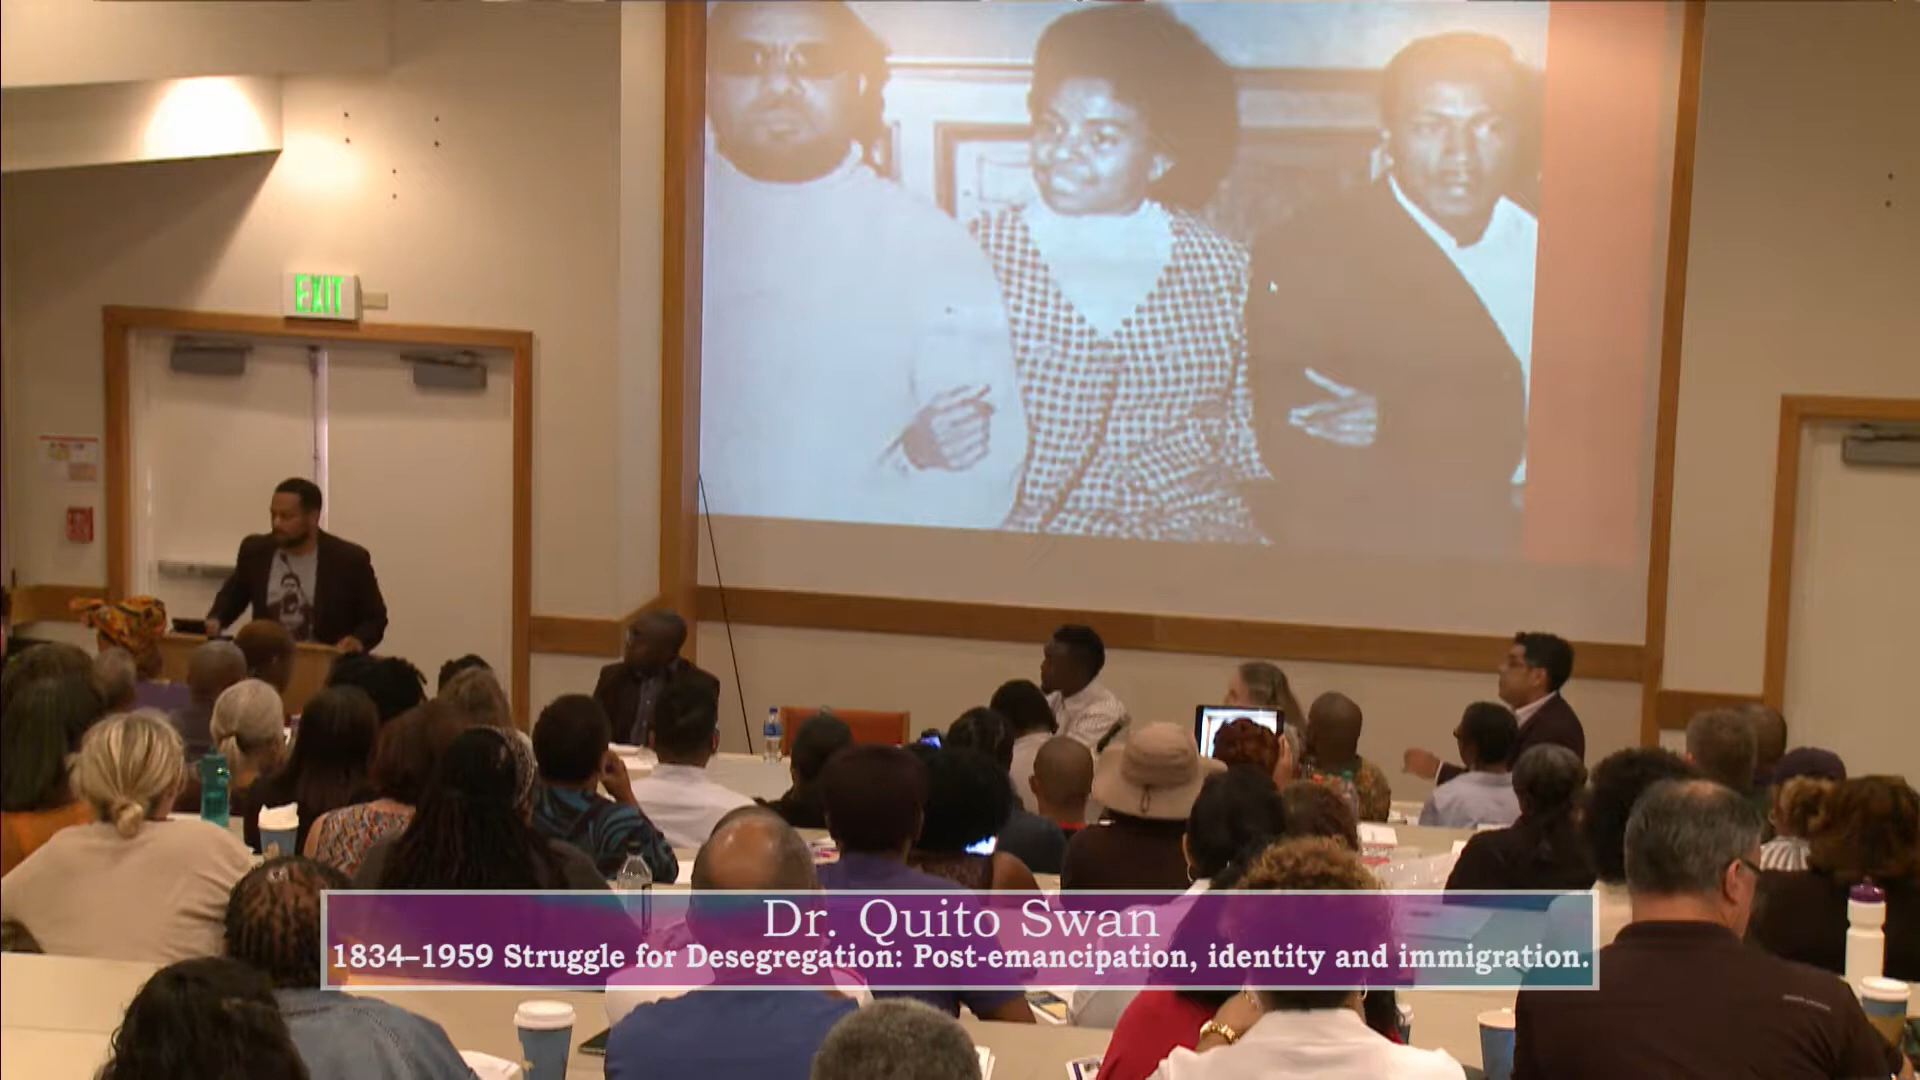 EXIT
Dr. Quito Swan
1834–1959 Struggle for Desegregation: Post-emancipation, identity and immigration.